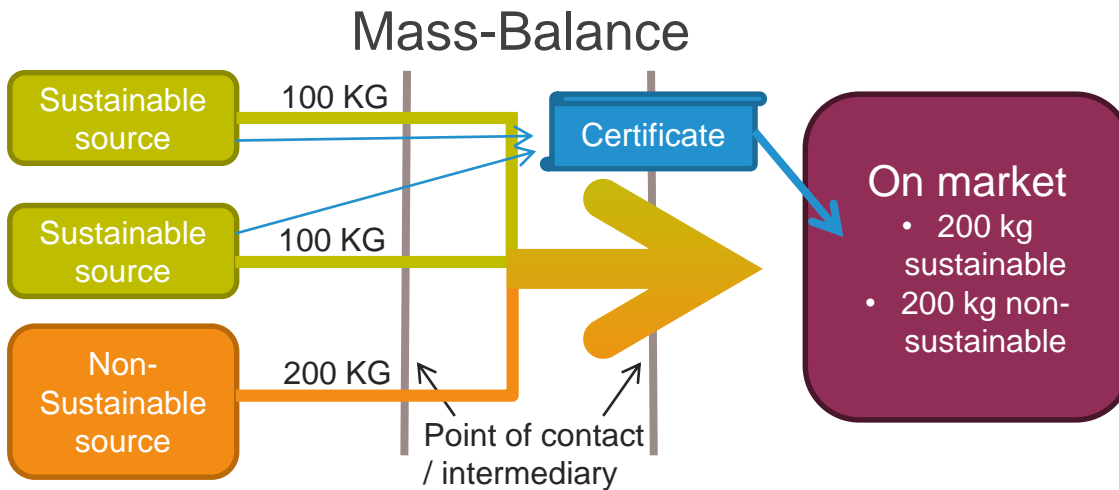 Mass-Balance
Sustainable
source
100 KG
Certificate
Sustainable
source
100 KG
Non-
Sustainable
source
200 KG
Point of contact
/ intermediary
On market
• 200 kg
sustainable
• 200 kg non-
sustainable